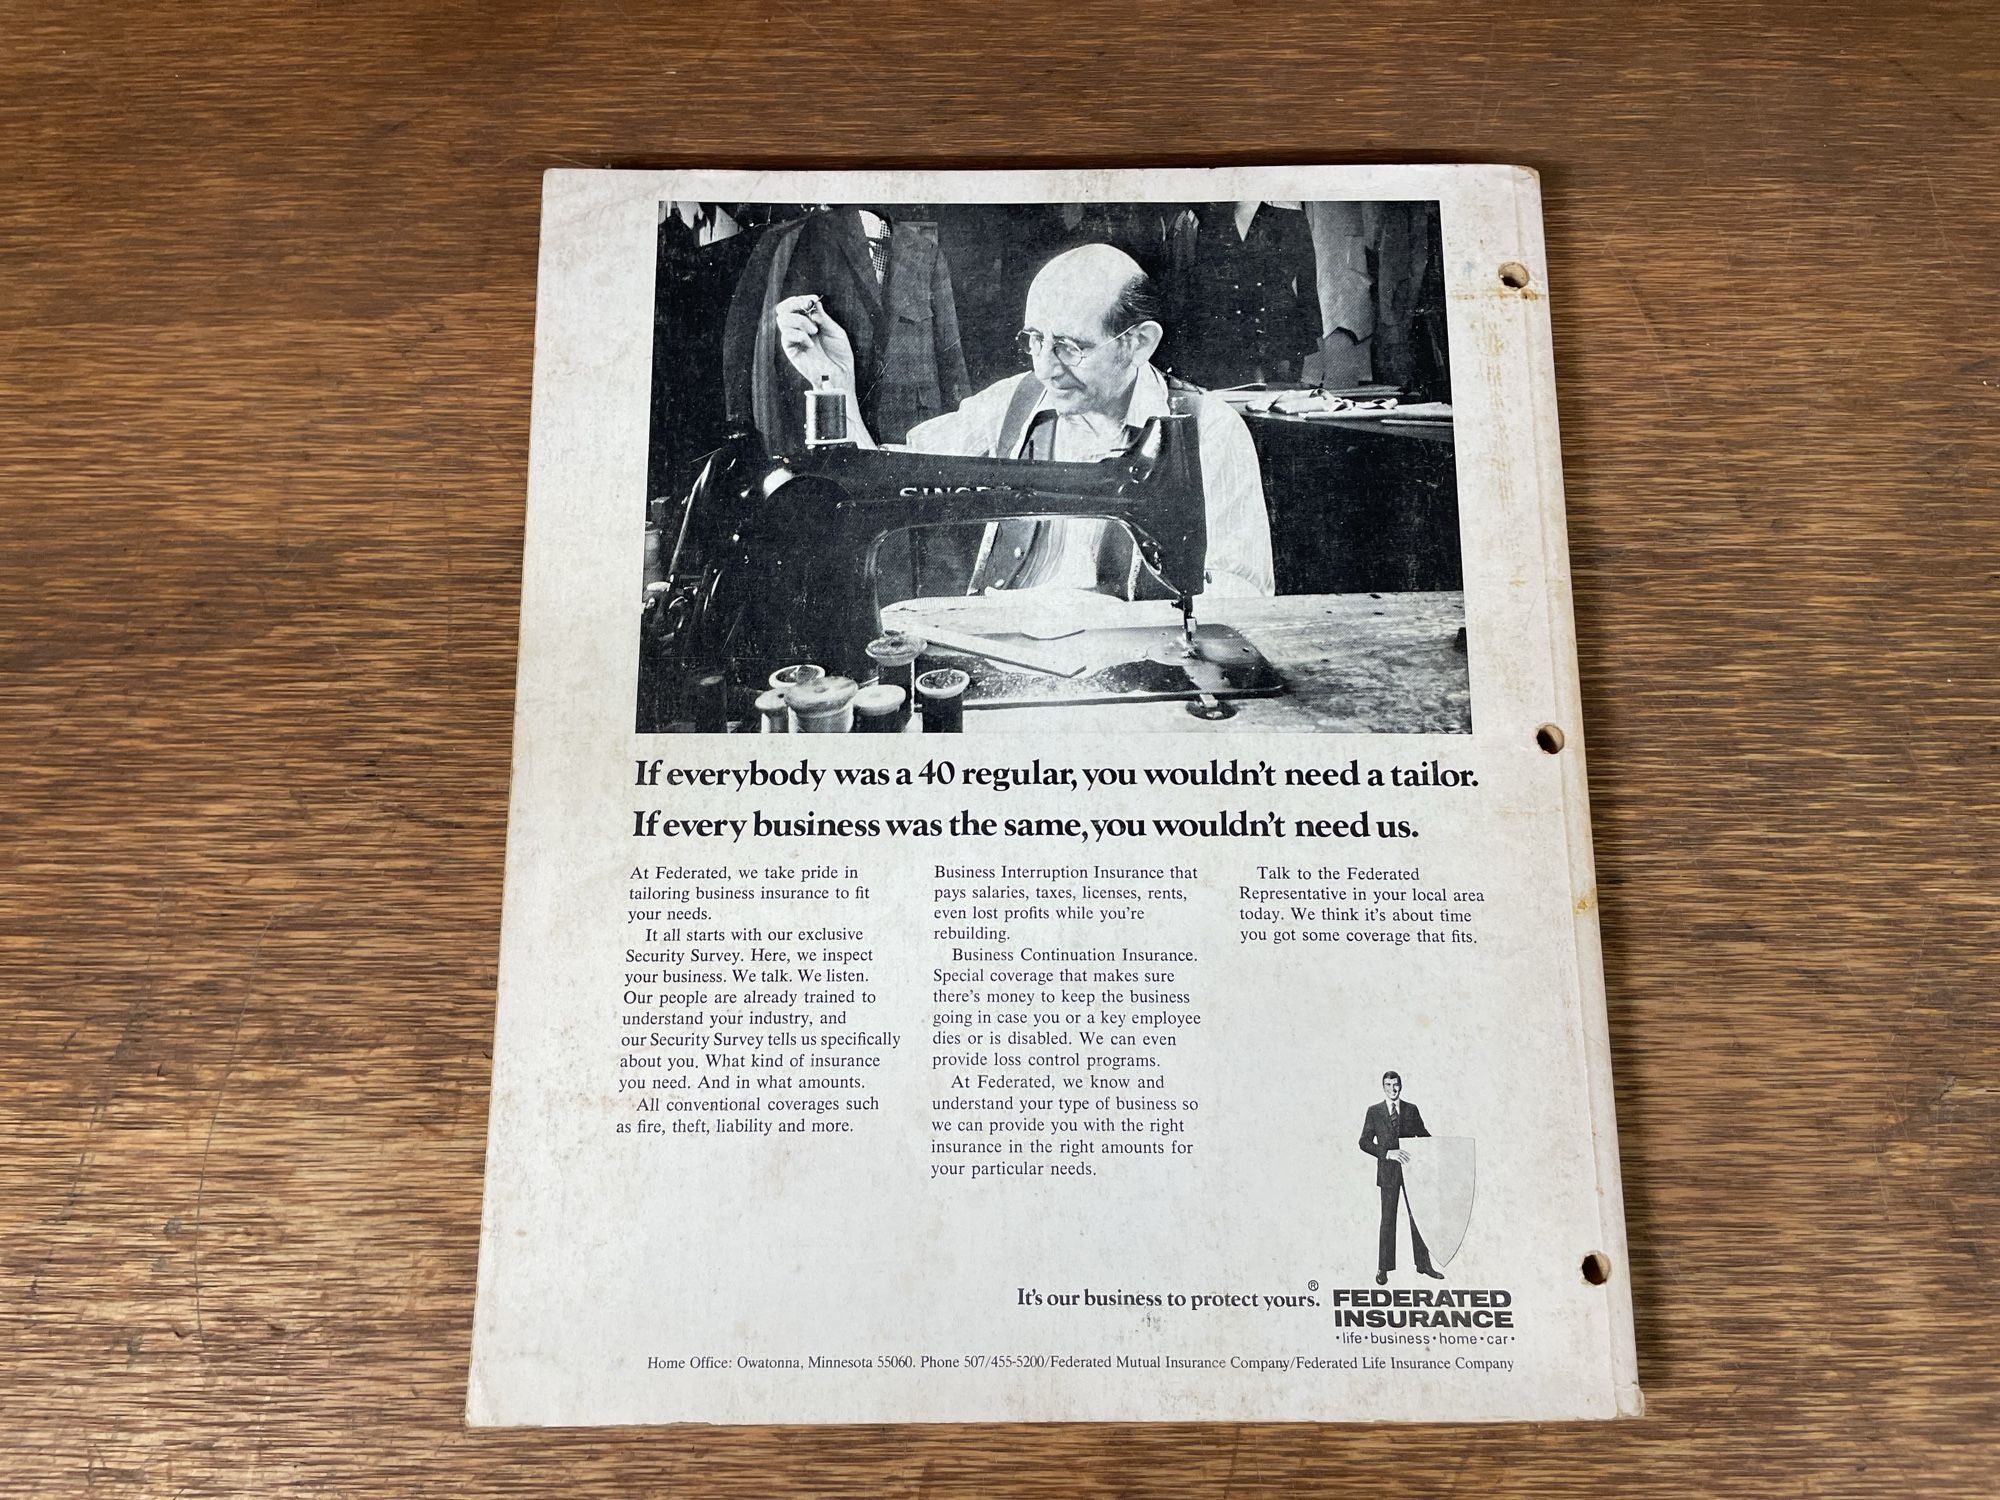 SINGER
If everybody was a 40 regular, you wouldn't need a tailor.
If every business was the same, you wouldn't need us.
At Federated, we take pride in
tailoring business insurance to fit
your needs.
It all starts with our exclusive
Security Survey. Here, we inspect
your business. We talk. We listen.
Our people are already trained to
understand your industry, and
our Security Survey tells us specifically
about you. What kind of insurance
you need. And in what amounts.
All conventional coverages such
as fire, theft, liability and more.
Business Interruption Insurance that
pays salaries, taxes, licenses, rents,
even lost profits while you're
rebuilding.
Business Continuation Insurance.
Special coverage that makes sure
there's money to keep the business
going in case you or a key employee
dies or is disabled. We can even
provide loss control programs.
At Federated, we know and
understand your type of business so
we can provide you with the right
insurance in the right amounts for
your particular needs.
Talk to the Federated
Representative in your local area
today. We think it's about time
you got some coverage that fits.
It's our business to protect yours.®
FEDERATED
INSURANCE
•life•business•home•car•
Home Office: Owatonna, Minnesota 55060. Phone 507/455-5200/Federated Mutual Insurance Company/Federated Life Insurance Company